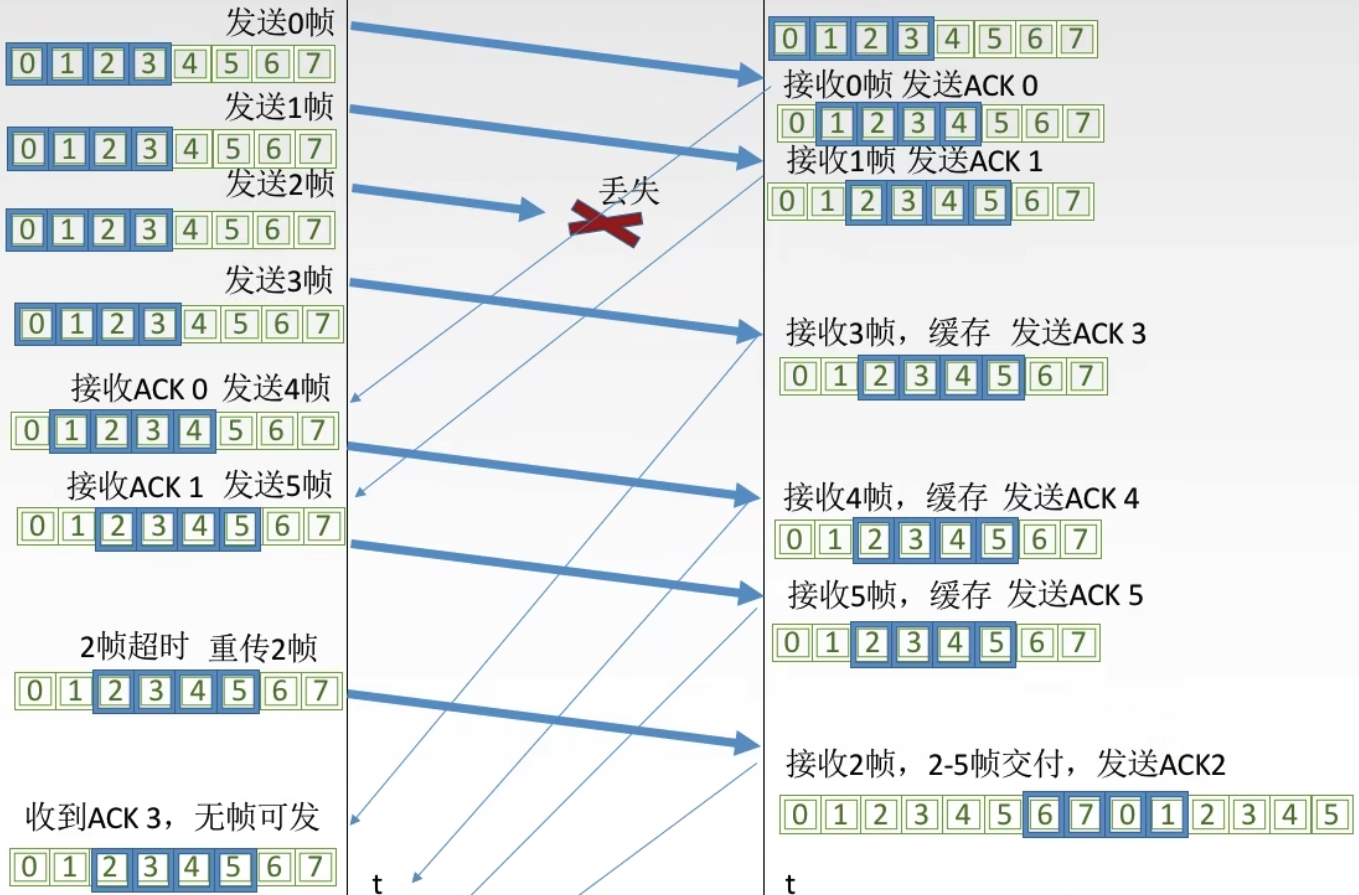 发送0帧
0 1 2 3 4 5 6 7
发送1帧
0 1 2 3 4 5 6 7
发送2帧
0 1 2 3 4 5 6 7
发送3帧
0 1 2 3 4 5 6 7
接收ACK 0 发送4帧
0 1 2 3 4 5 6 7
接收ACK 1 发送5帧
0 1 2 3 4 5 6 7
2帧超时 重传2帧
0 1 2 3 4 5 6 7
收到ACK 3，无帧可发
0 1 2 3 4 5 6 7
丢失
t
0 1 2 3 4 5 6 7
接收0帧 发送ACK 0
0 1 2 3 4 5 6 7
接收1帧 发送ACK 1
0 1 2 3 4 5 6 7
接收3帧，缓存 发送ACK 3
0 1 2 3 4 5 6 7
接收4帧，缓存 发送ACK 4
0 1 2 3 4 5 6 7
接收5帧，缓存 发送ACK 5
0 1 2 3 4 5 6 7
接收2帧，2-5帧交付，发送ACK2
0 1 2 3 4 5 6 7 0 1 2 3 4 5
t